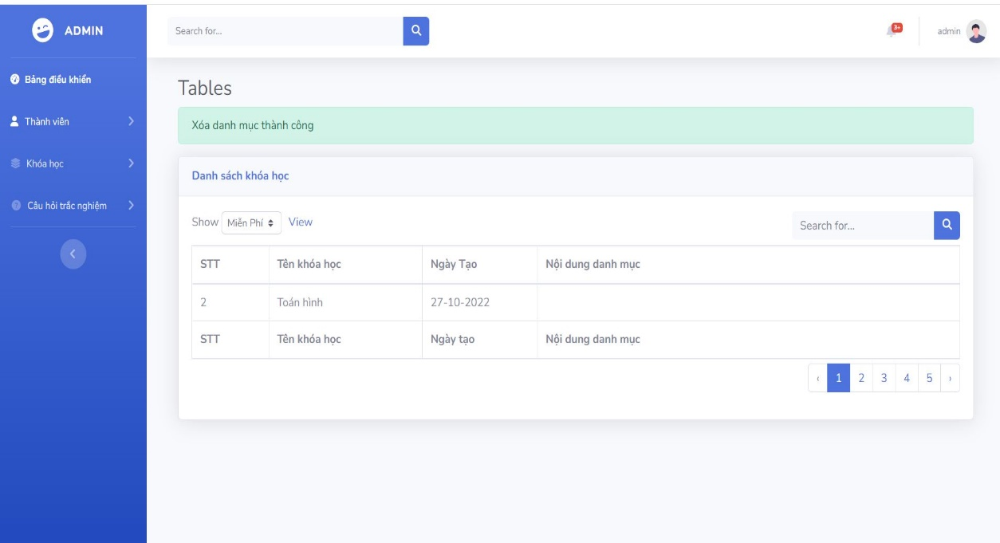 ADMIN
Search for...
3+
admin
Bảng điều khiển
Thành viên
Khóa học
Câu hỏi trắc nghiệm
Tables
Xóa danh mục thành công
Danh sách khóa học
Show Miễn Phí View
Search for...
STT Tên khóa học Ngày Tạo Nội dung danh mục
2 Toán hình 27-10-2022
STT Tên khóa học Ngày tạo Nội dung danh mục
‹ 1 2 3 4 5 ›